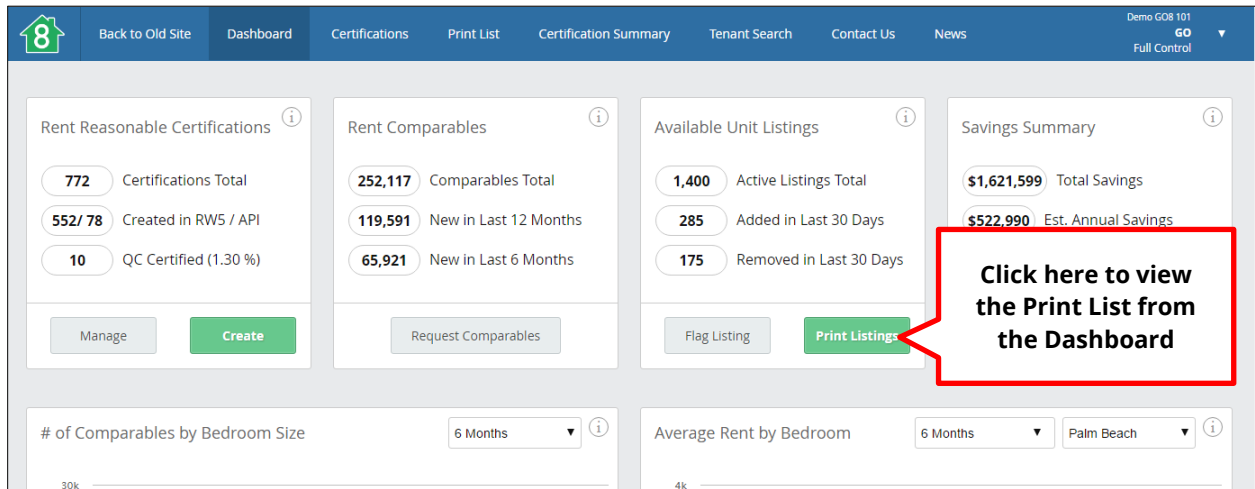 8
Back to Old Site
Dashboard
Certifications
Print List
Certification Summary
Tenant Search
Contact Us
News
Demo GO8 101
GO ▼
Full Control
Rent Reasonable Certifications i
772 Certifications Total
552/ 78 Created in RW5 / API
10 QC Certified (1.30 %)
Manage
Create
Rent Comparables i
252,117 Comparables Total
119,591 New in Last 12 Months
65,921 New in Last 6 Months
Request Comparables
Available Unit Listings i
1,400 Active Listings Total
285 Added in Last 30 Days
175 Removed in Last 30 Days
Flag Listing
Print Listings
Savings Summary i
$1,621,599 Total Savings
$522,990 Est. Annual Savings
Click here to view
the Print List from
the Dashboard
# of Comparables by Bedroom Size
6 Months ▼ i
30k
Average Rent by Bedroom
6 Months ▼
Palm Beach ▼ i
4k